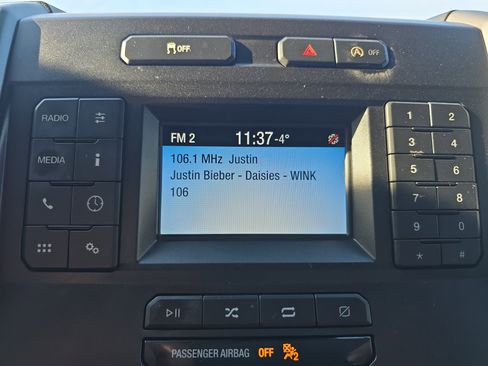 OFF
OFF
RADIO
MEDIA i
FM 2 11:37 -4°
106.1 MHz Justin
Justin Bieber - Daisies - WINK
106
1 2
3 4
5 6
7 8
9 0
* #
PASSENGER AIRBAG OFF 2